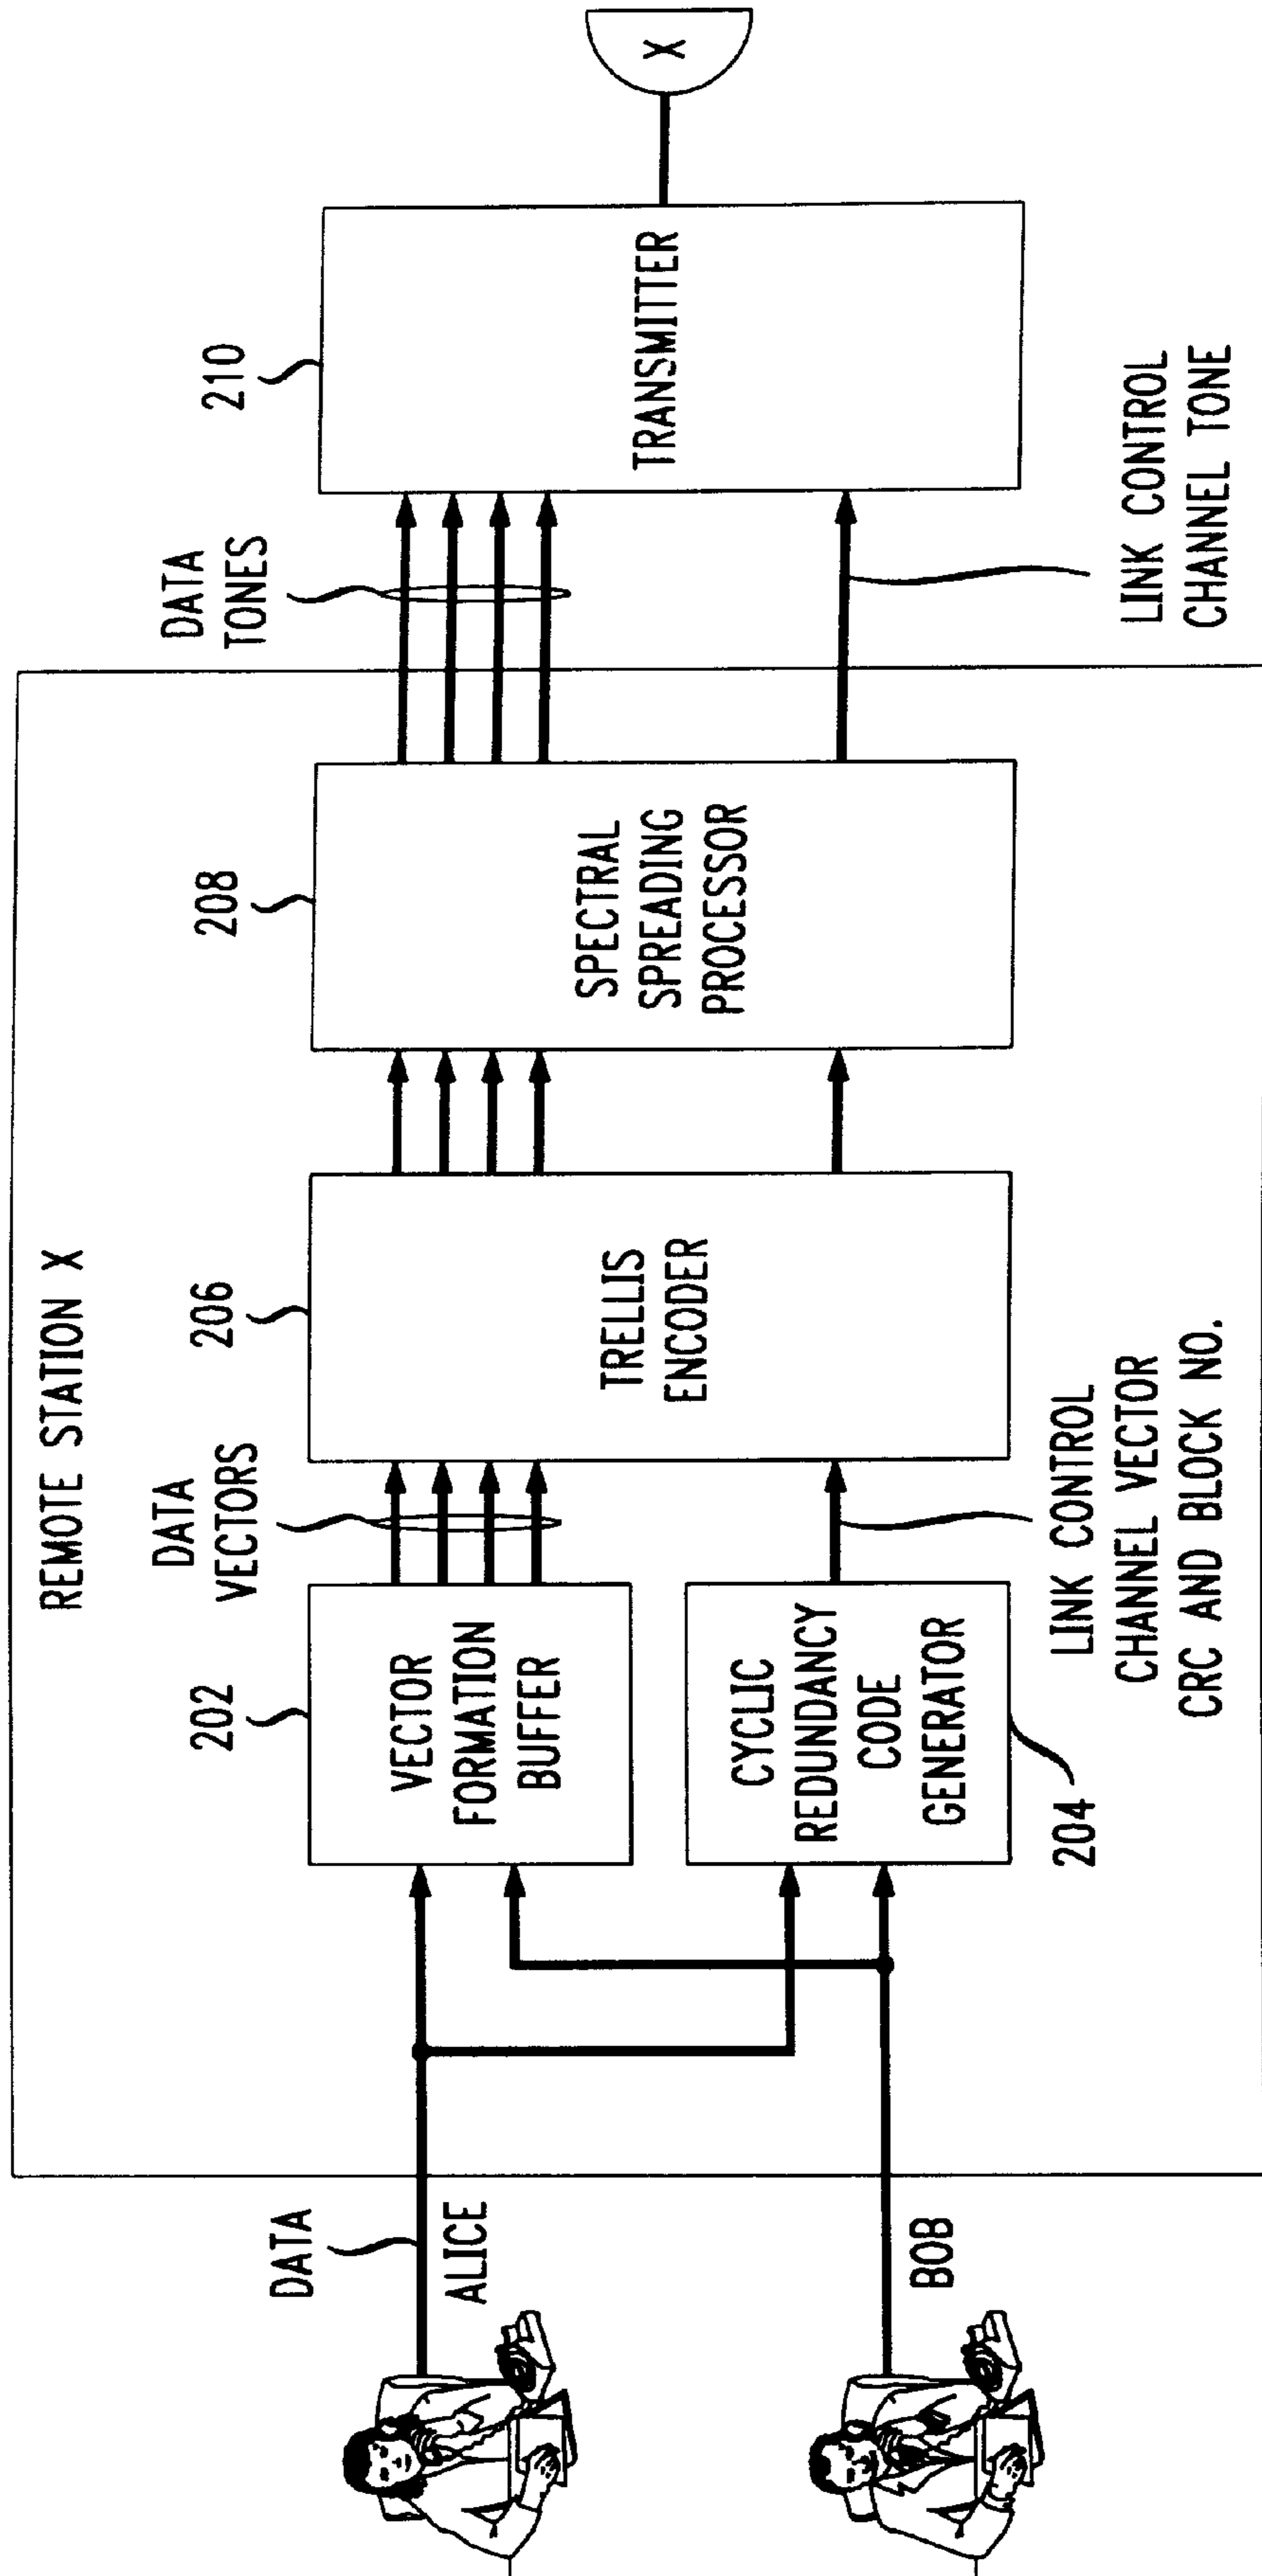 REMOTE STATION X
DATA
ALICE
BOB
202
VECTOR
FORMATION
BUFFER
CYCLIC
REDUNDANCY
CODE
GENERATOR
204
DATA
VECTORS
LINK CONTROL
CHANNEL VECTOR
CRC AND BLOCK NO.
206
TRELLIS
ENCODER
208
SPECTRAL
SPREADING
PROCESSOR
DATA
TONES
LINK CONTROL
CHANNEL TONE
210
TRANSMITTER
X